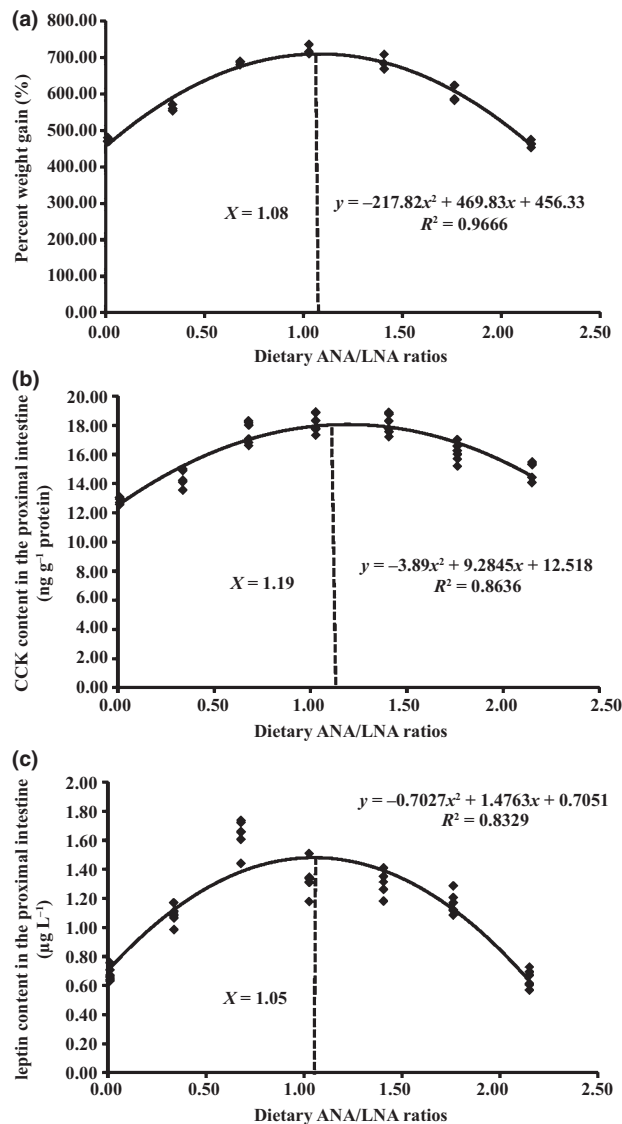 (a)
800.00
700.00
600.00
500.00
400.00
300.00
200.00
100.00
0.00
Percent weight gain (%)
X = 1.08
y = –217.82x² + 469.83x + 456.33
R² = 0.9666
0.00 0.50 1.00 1.50 2.00 2.50
Dietary ANA/LNA ratios
(b)
20.00
18.00
16.00
14.00
12.00
10.00
8.00
6.00
4.00
2.00
0.00
CCK content in the proximal intestine
(ng g⁻¹ protein)
X = 1.19
y = –3.89x² + 9.2845x + 12.518
R² = 0.8636
0.00 0.50 1.00 1.50 2.00 2.50
Dietary ANA/LNA ratios
(c)
2.00
1.80
1.60
1.40
1.20
1.00
0.80
0.60
0.40
0.20
0.00
leptin content in the proximal intestine
(µg L⁻¹)
y = –0.7027x² + 1.4763x + 0.7051
R² = 0.8329
X = 1.05
0.00 0.50 1.00 1.50 2.00 2.50
Dietary ANA/LNA ratios